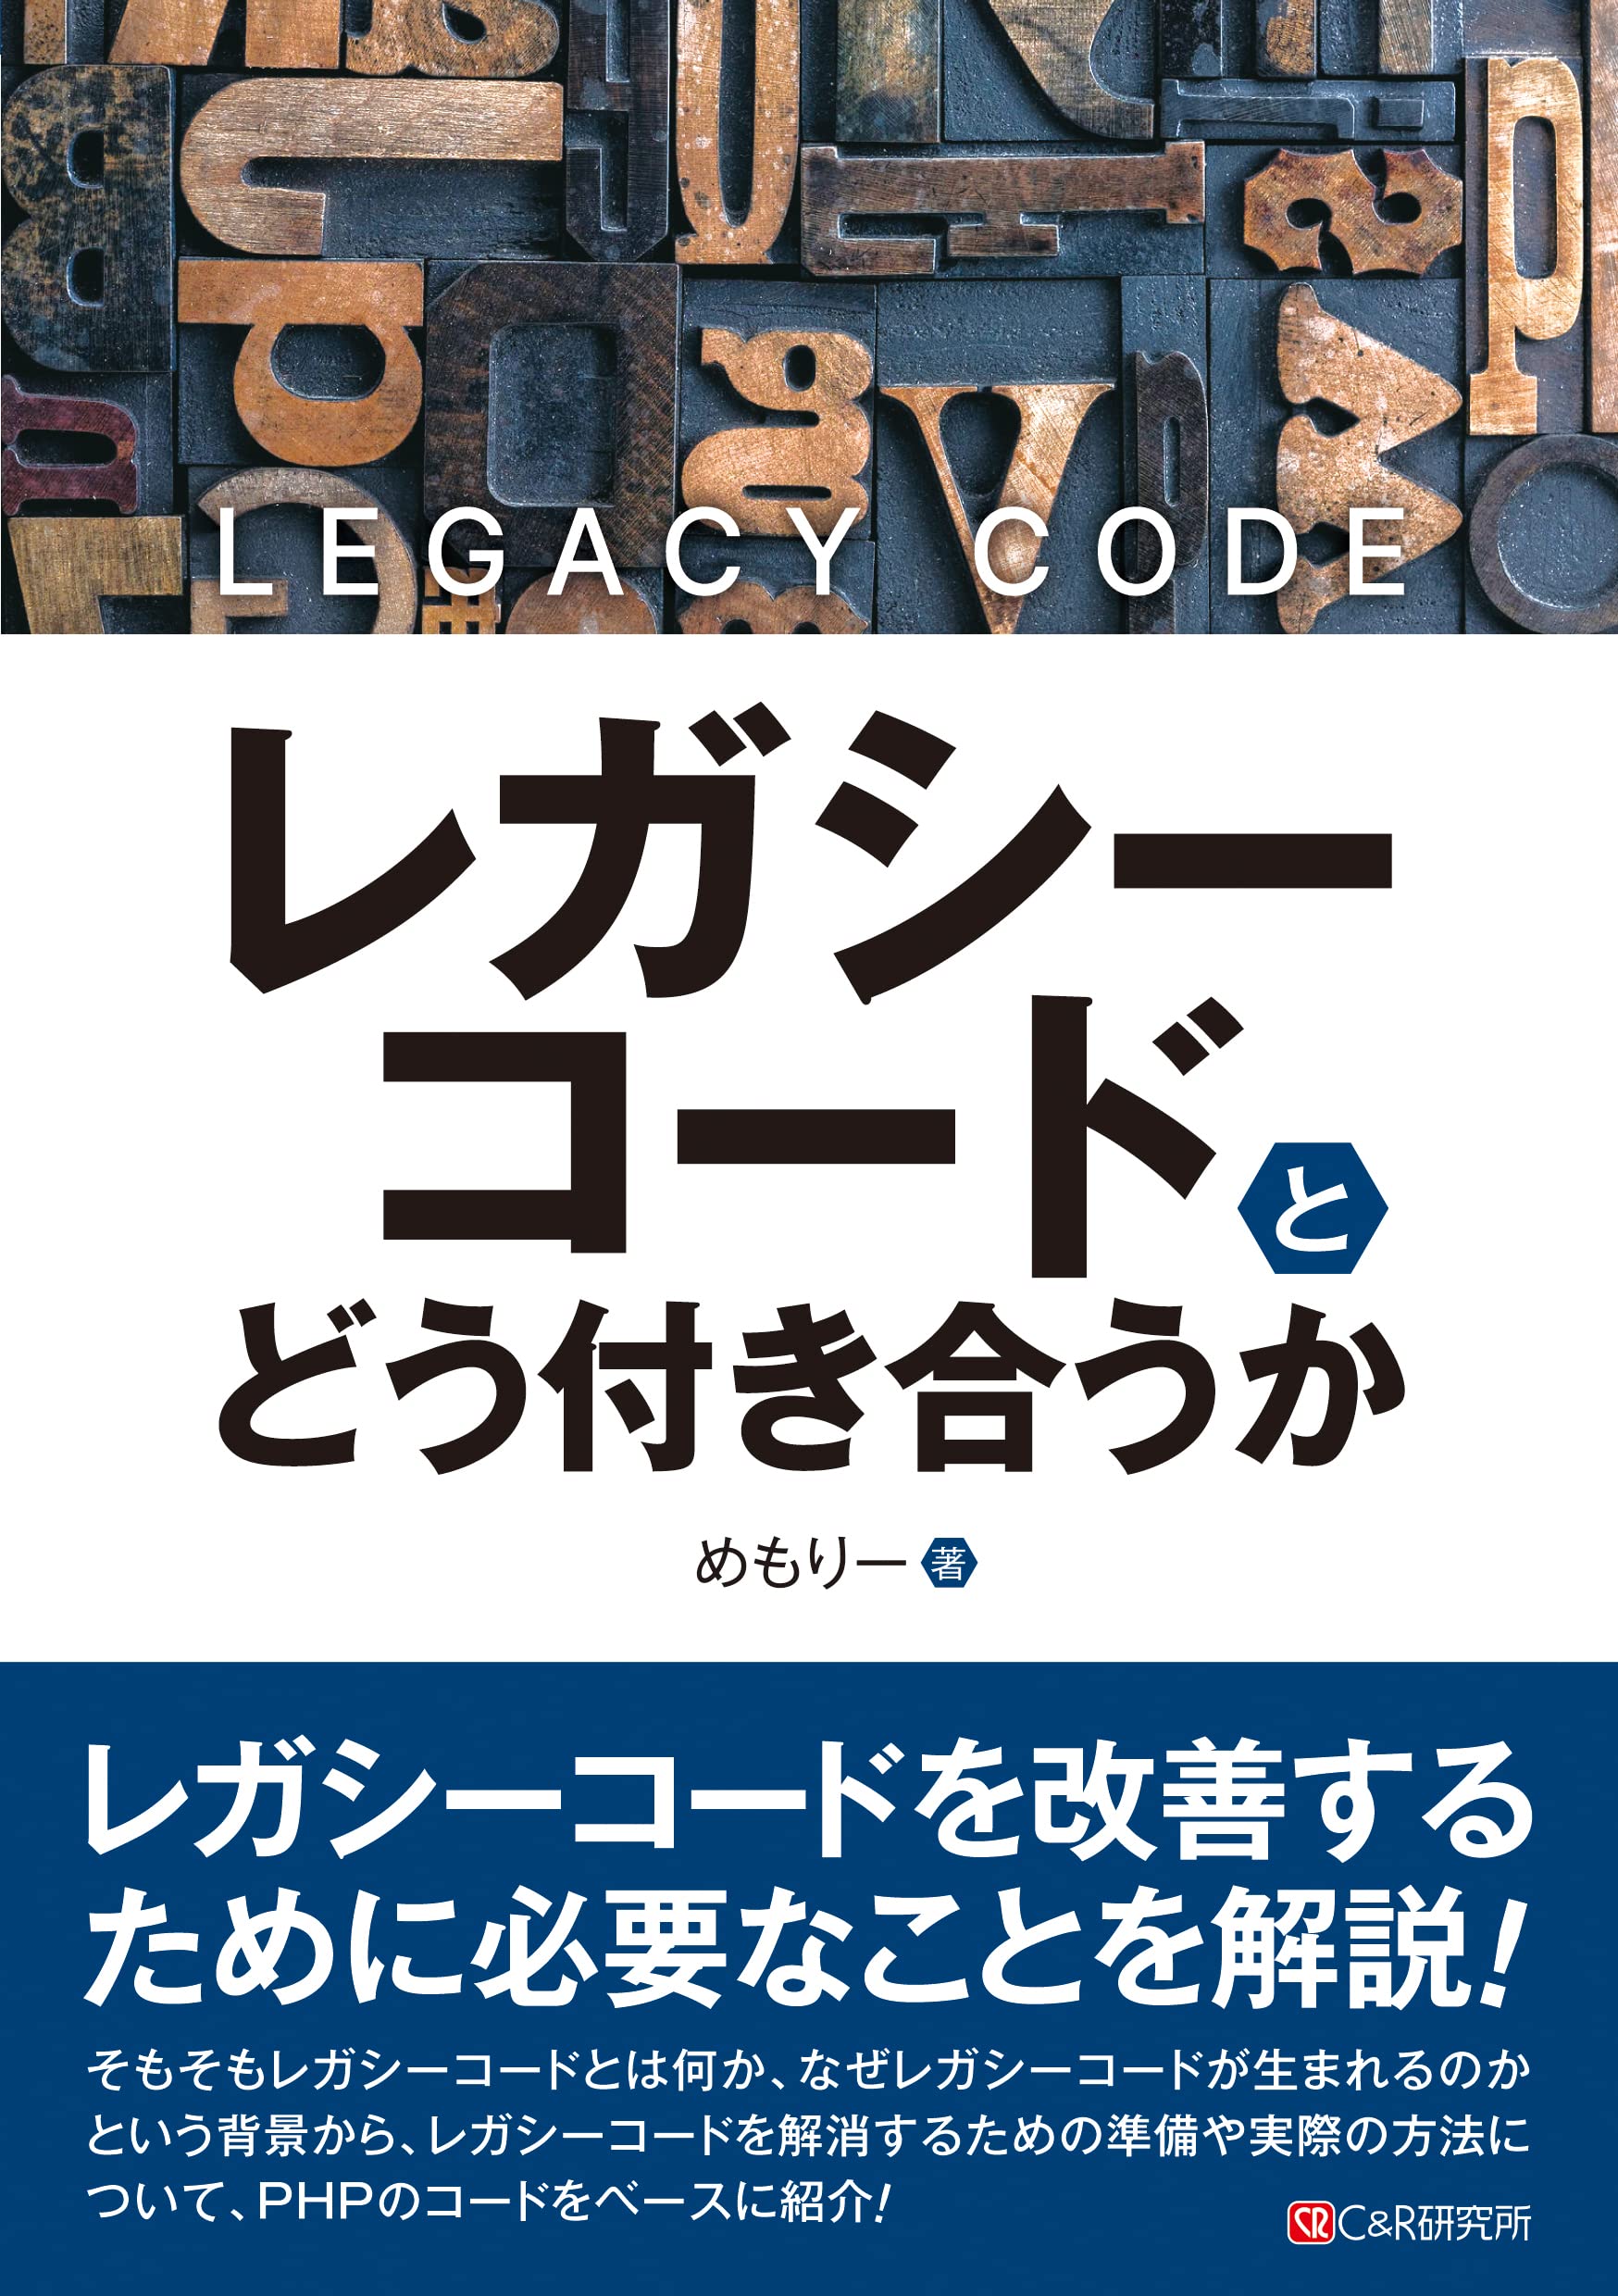 LEGACY CODE
レガシー
コードと
どう付き合うか
めもりー 著
レガシーコードを改善する
ために必要なことを解説!
そもそもレガシーコードとは何か、なぜレガシーコードが生まれるのか
という背景から、レガシーコードを解消するための準備や実際の方法に
ついて、PHPのコードをベースに紹介!
C&R研究所